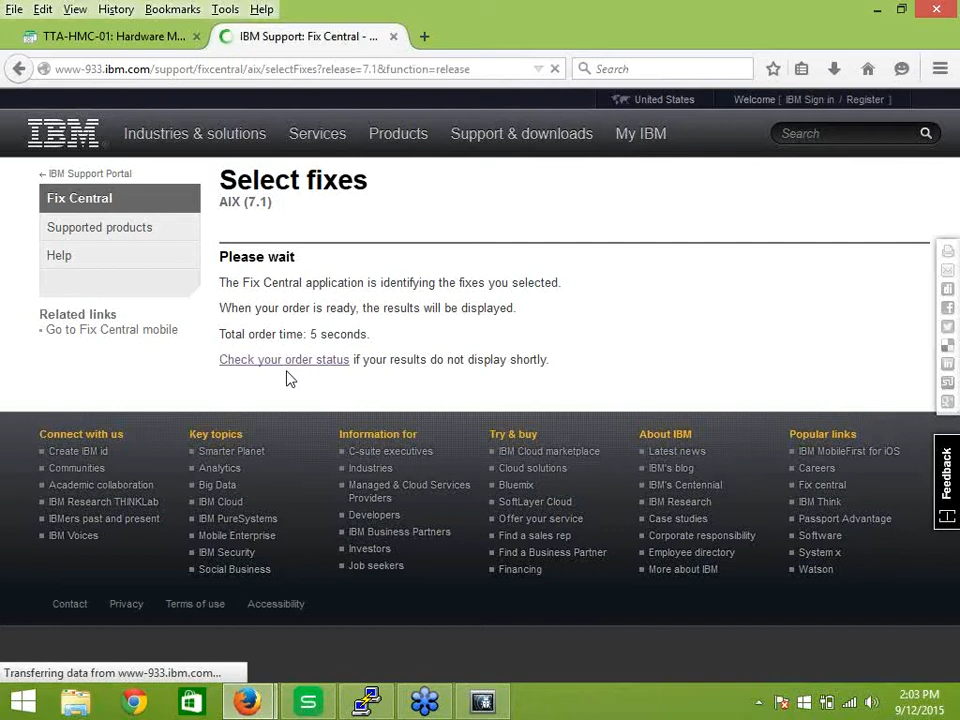 File Edit View History Bookmarks Tools Help
TTA-HMC-01: Hardware M...
IBM Support: Fix Central - ...
www-933.ibm.com/support/fixcentral/aix/selectFixes?release=7.1&function=release
Search
United States
Welcome [ IBM Sign in / Register ]
IBM
Industries & solutions
Services
Products
Support & downloads
My IBM
Search
IBM Support Portal
Fix Central
Supported products
Help
Related links
Go to Fix Central mobile
Select fixes
AIX (7.1)
Please wait
The Fix Central application is identifying the fixes you selected.
When your order is ready, the results will be displayed.
Total order time: 5 seconds.
Check your order status if your results do not display shortly.
Feedback
Connect with us
Create IBM id
Communities
Academic collaboration
IBM Research THINKLab
IBMers past and present
IBM Voices
Key topics
Smarter Planet
Analytics
Big Data
IBM Cloud
IBM PureSystems
Mobile Enterprise
IBM Security
Social Business
Information for
C-suite executives
Industries
Managed & Cloud Services
Providers
Developers
IBM Business Partners
Investors
Job seekers
Try & buy
IBM Cloud marketplace
Cloud solutions
Bluemix
SoftLayer Cloud
Offer your service
Find a sales rep
Find a Business Partner
Financing
About IBM
Latest news
IBM's blog
IBM's Centennial
IBM Research
Case studies
Corporate responsibility
Employee directory
More about IBM
Popular links
IBM MobileFirst for iOS
Careers
Fix central
IBM Think
Passport Advantage
Software
System x
Watson
Contact
Privacy
Terms of use
Accessibility
Transferring data from www-933.ibm.com...
2:03 PM
9/12/2015